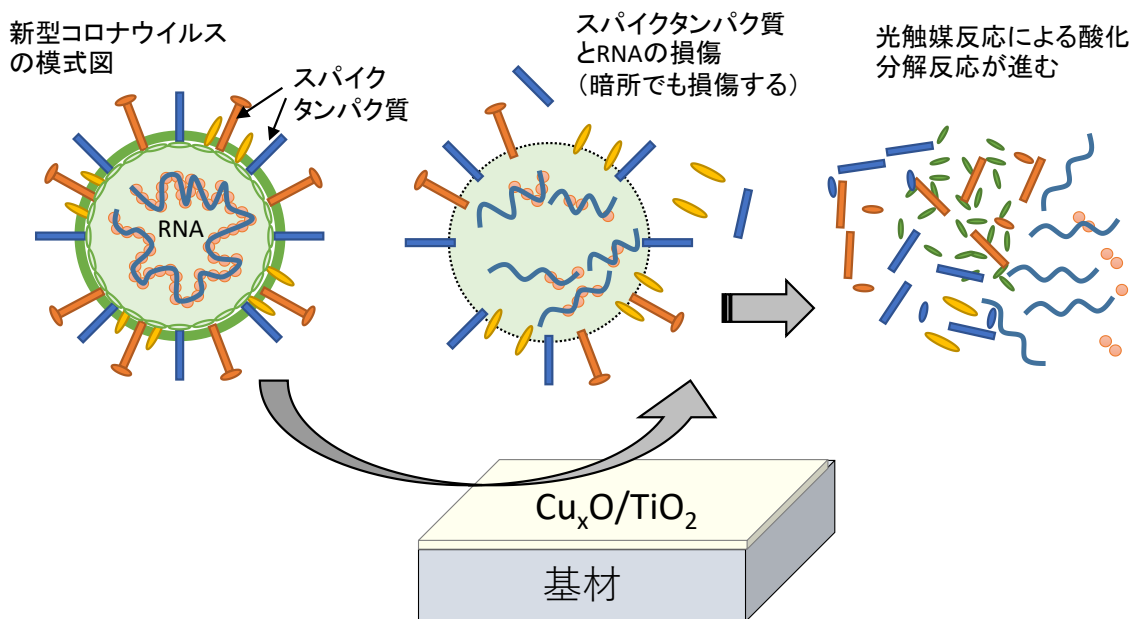 新型コロナウイルス
の模式図
スパイク
タンパク質
RNA
スパイクタンパク質
とRNAの損傷
（暗所でも損傷する）
光触媒反応による酸化
分解反応が進む
CuxO/TiO2
基材